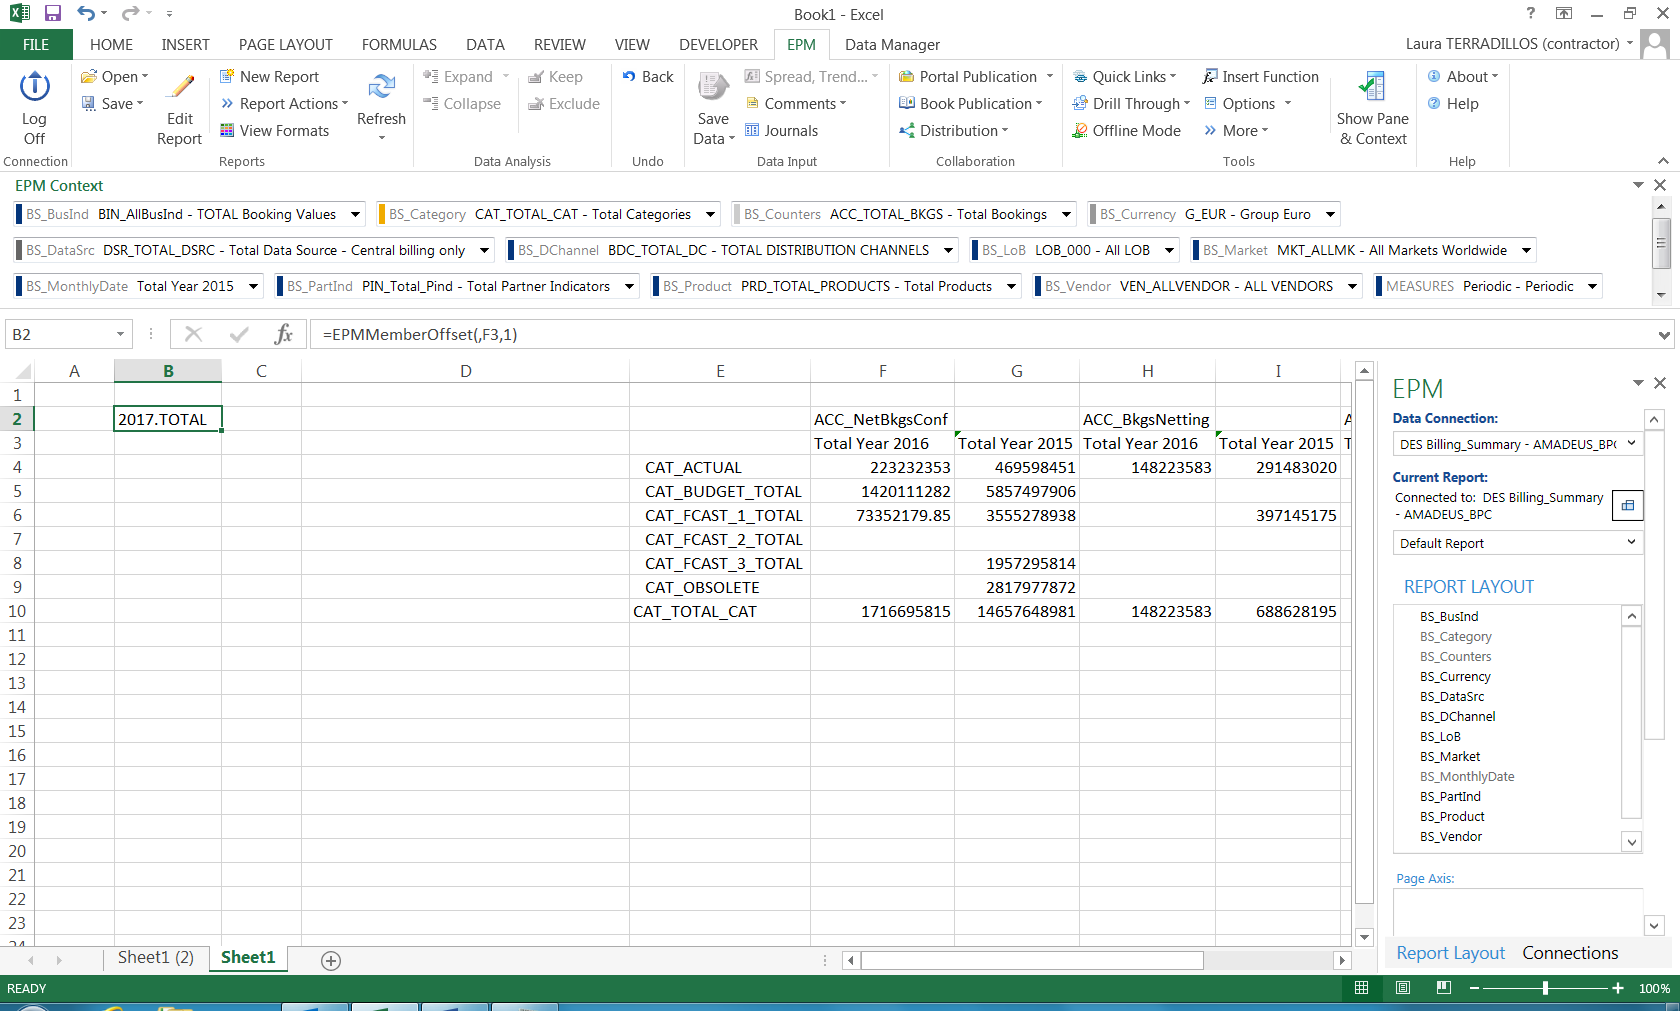 Book1 - Excel
?
FILE HOME INSERT PAGE LAYOUT FORMULAS DATA REVIEW VIEW DEVELOPER EPM Data Manager
Laura TERRADILLOS (contractor)
Log Off
Connection
Open
Save
Edit Report
New Report
Report Actions
View Formats
Refresh
Reports
Expand
Collapse
Keep
Exclude
Data Analysis
Back
Undo
Save Data
Spread, Trend...
Comments
Journals
Data Input
Portal Publication
Book Publication
Distribution
Collaboration
Quick Links
Drill Through
Offline Mode
Insert Function
Options
More
Tools
Show Pane & Context
About
Help
Help
EPM Context
BS_BusInd BIN_AllBusInd - TOTAL Booking Values
BS_Category CAT_TOTAL_CAT - Total Categories
BS_Counters ACC_TOTAL_BKGS - Total Bookings
BS_Currency G_EUR - Group Euro
BS_DataSrc DSR_TOTAL_DSRC - Total Data Source - Central billing only
BS_DChannel BDC_TOTAL_DC - TOTAL DISTRIBUTION CHANNELS
BS_LoB LOB_000 - All LOB
BS_Market MKT_ALLMK - All Markets Worldwide
BS_MonthlyDate Total Year 2015
BS_PartInd PIN_Total_Pind - Total Partner Indicators
BS_Product PRD_TOTAL_PRODUCTS - Total Products
BS_Vendor VEN_ALLVENDOR - ALL VENDORS
MEASURES Periodic - Periodic
B2
fx
=EPMMemberOffset(,F3,1)
A B C D E F G H I
1
2 2017.TOTAL ACC_NetBkgsConf ACC_BkgsNetting A
3 Total Year 2016 Total Year 2015 Total Year 2016 Total Year 2015 T
4 CAT_ACTUAL 223232353 469598451 148223583 291483020
5 CAT_BUDGET_TOTAL 1420111282 5857497906
6 CAT_FCAST_1_TOTAL 73352179.85 3555278938 397145175
7 CAT_FCAST_2_TOTAL
8 CAT_FCAST_3_TOTAL 1957295814
9 CAT_OBSOLETE 2817977872
10 CAT_TOTAL_CAT 1716695815 14657648981 148223583 688628195
11
12
13
14
15
16
17
18
19
20
21
22
23
24
EPM
Data Connection:
DES Billing_Summary - AMADEUS_BPC
Current Report:
Connected to: DES Billing_Summary
- AMADEUS_BPC
Default Report
REPORT LAYOUT
BS_BusInd
BS_Category
BS_Counters
BS_Currency
BS_DataSrc
BS_DChannel
BS_LoB
BS_Market
BS_MonthlyDate
BS_PartInd
BS_Product
BS_Vendor
Page Axis:
Report Layout Connections
Sheet1 (2) Sheet1
READY
100%